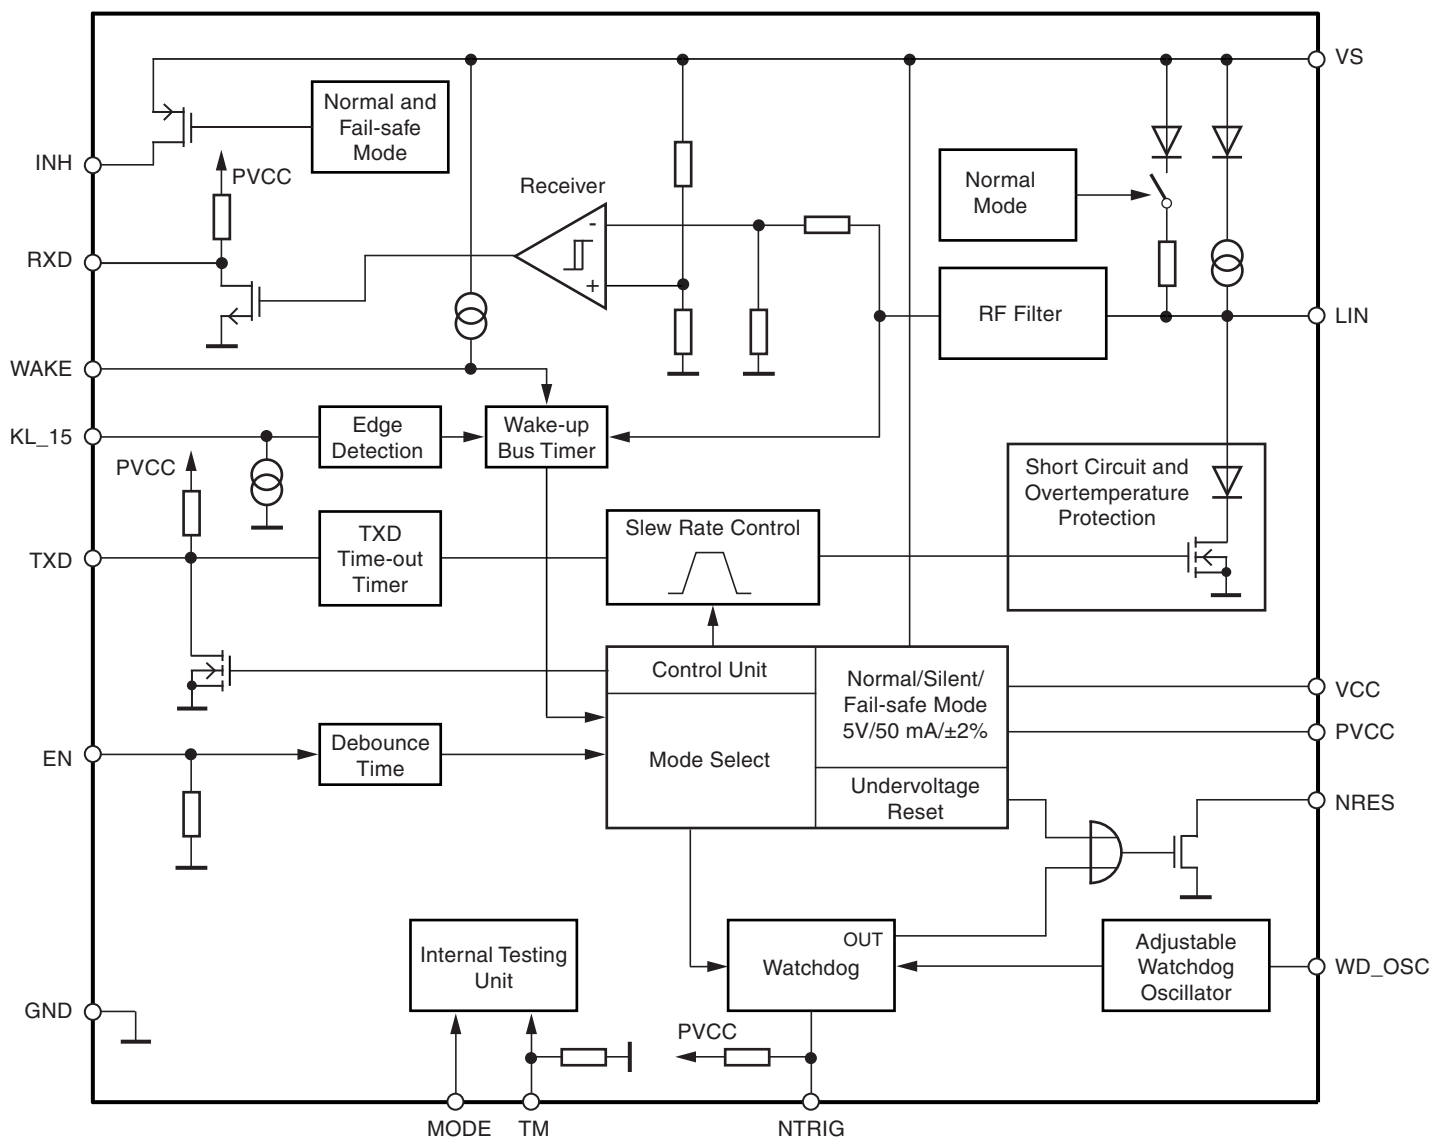 VS
Normal and
Fail-safe
Mode
INH
PVCC
Receiver
Normal
Mode
-
+
RXD
RF Filter
LIN
WAKE
KL_15
Edge
Detection
Wake-up
Bus Timer
PVCC
Short Circuit and
Overtemperature
Protection
TXD
TXD
Time-out
Timer
Slew Rate Control
Control Unit
Normal/Silent/
Fail-safe Mode
5V/50 mA/±2%
VCC
PVCC
EN
Debounce
Time
Mode Select
Undervoltage
Reset
NRES
Internal Testing
Unit
OUT
Watchdog
Adjustable
Watchdog
Oscillator
WD_OSC
GND
PVCC
MODE
TM
NTRIG